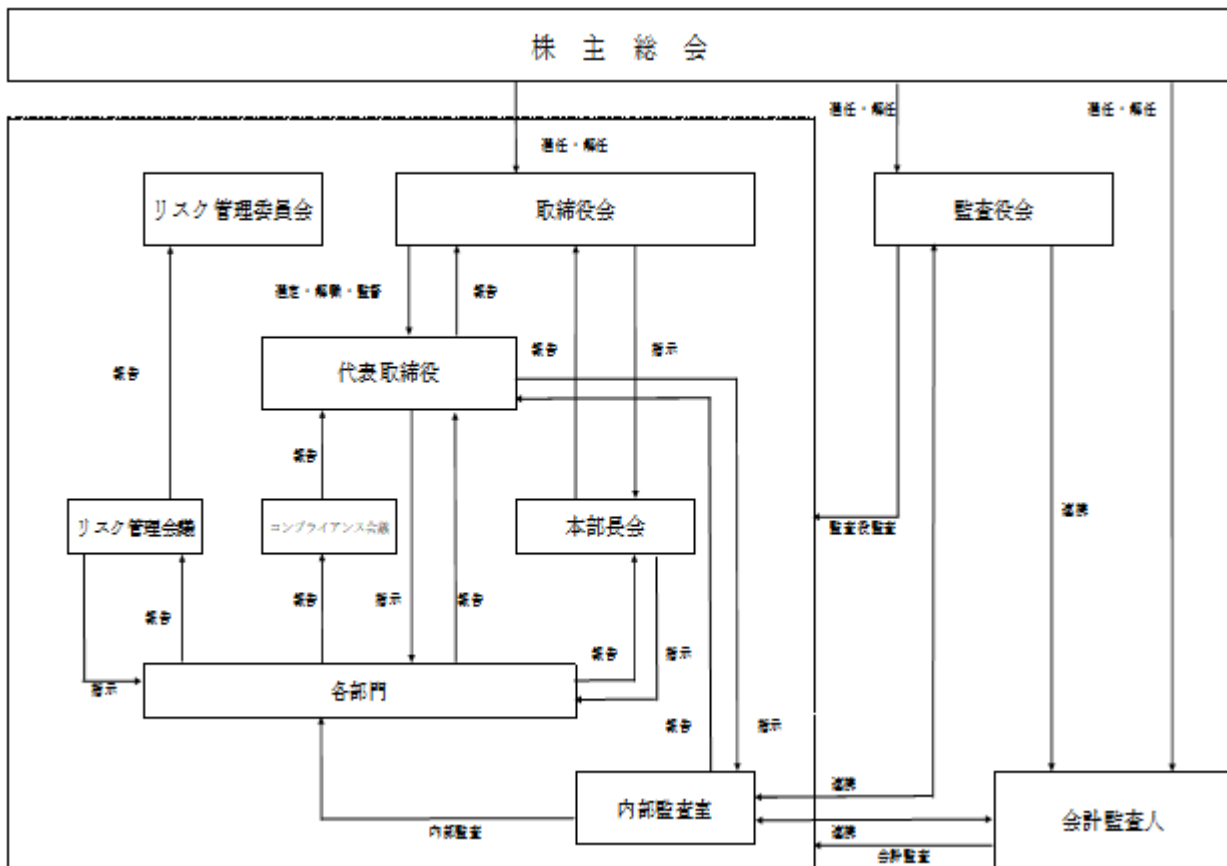 株 主 総 会
選任・解任
選任・解任
選任・解任
リスク管理委員会
取締役会
監査役会
選定・解職・監督
報告
報告
代表取締役
報告
指示
報告
リスク管理会議
コンプライアンス会議
本部長会
連携
監査役監査
報告
報告
指示
報告
報告
指示
指示
各部門
報告
指示
連携
内部監査室
会計監査人
内部監査
連携
会計監査